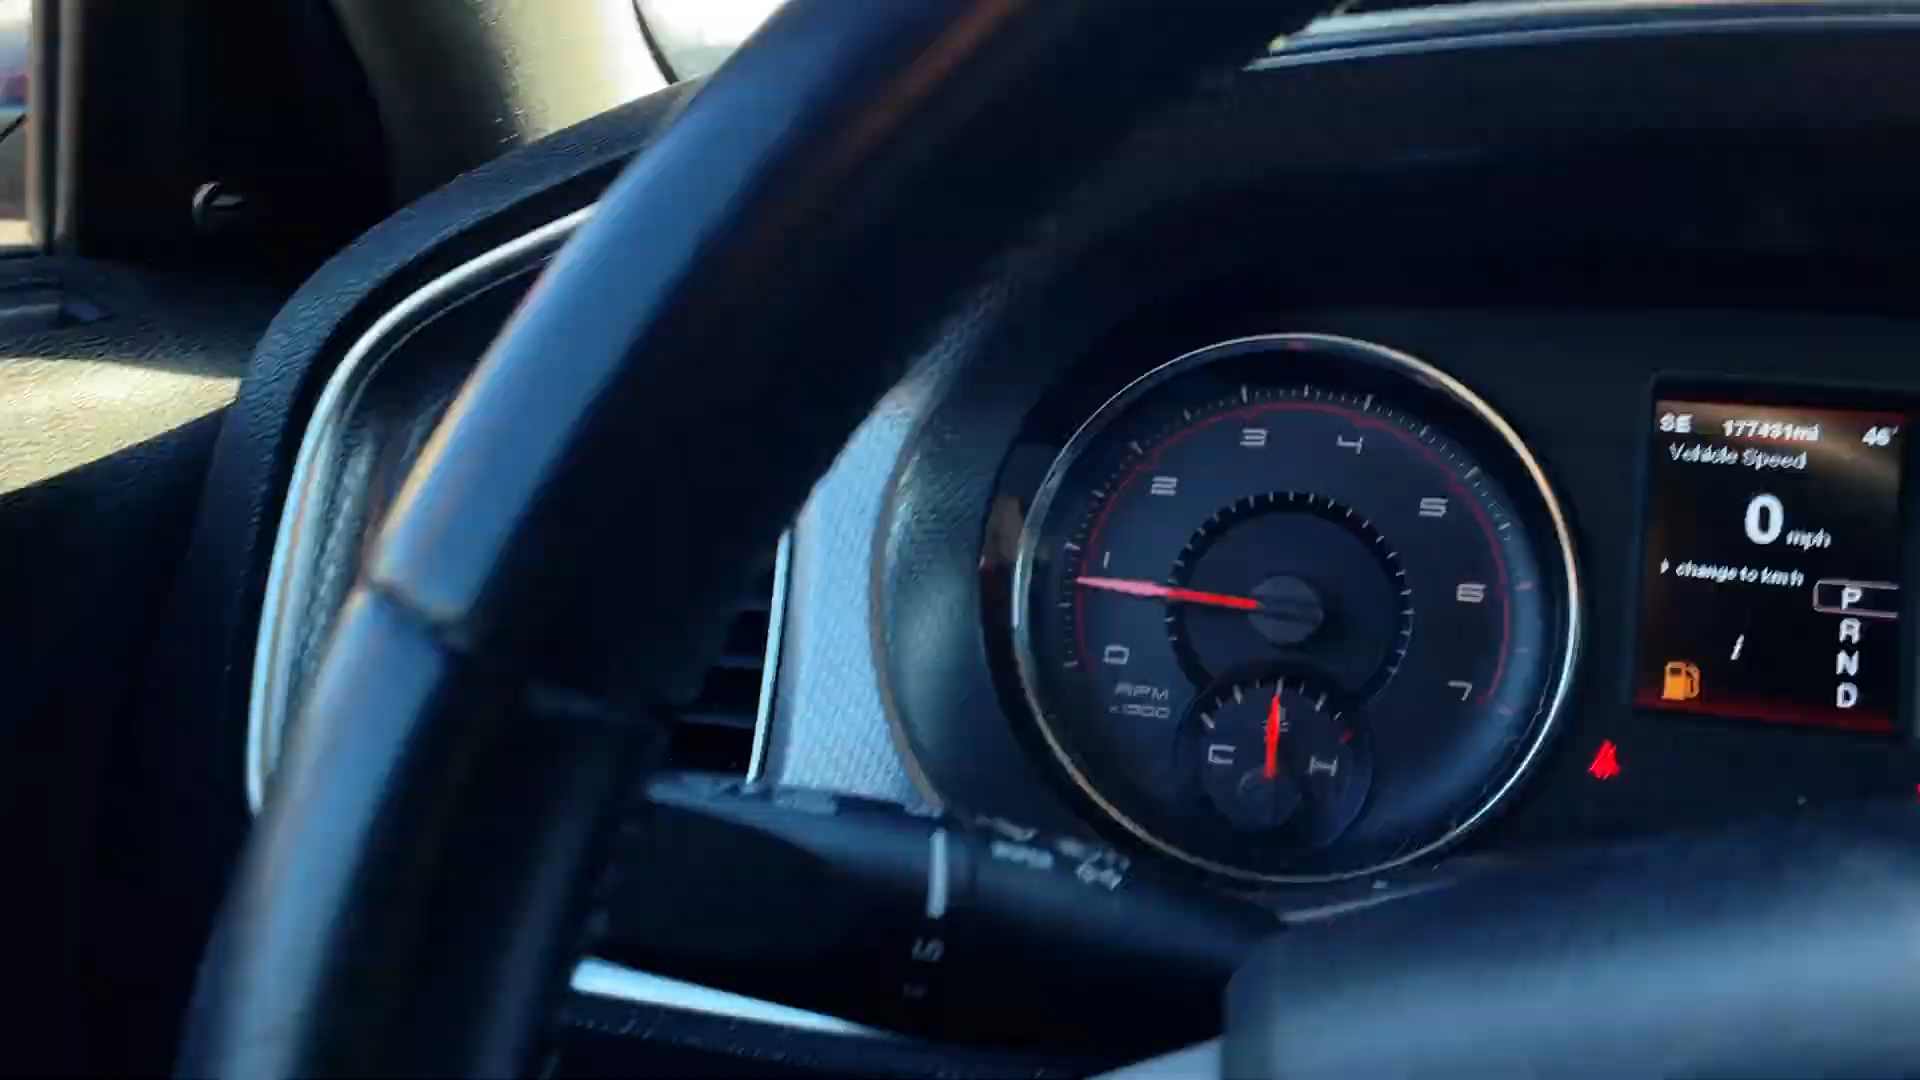 3 4
2 5
1 6
0 7
RPM
x1000
C H
SE 177431mi 46°
Vehicle Speed
0 mph
change to km/h
P
R
N
D